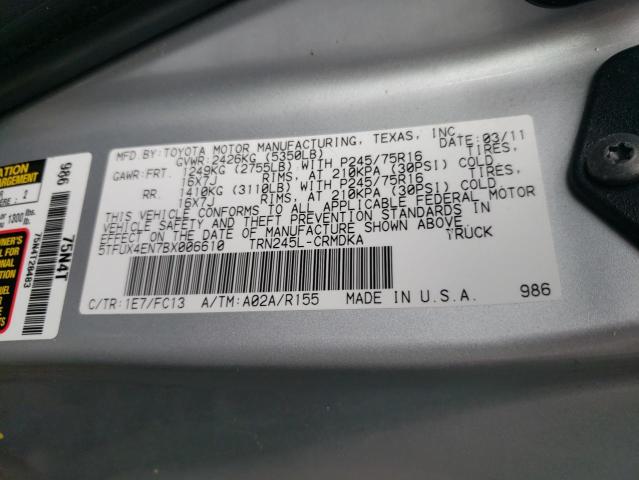 MFD.BY:TOYOTA MOTOR MANUFACTURING, TEXAS, INC. 03/11
GVWR:2426KG (5350LB)
GAWR:FRT. 1249KG (2755LB) WITH P245/75R16 TIRES,
16X7J RIMS, AT 210KPA (30PSI) COLD
RR. 1410KG (3110LB) WITH P245/75R16 TIRES,
16X7J RIMS, AT 210KPA (30PSI) COLD
THIS VEHICLE CONFORMS TO ALL APPLICABLE FEDERAL MOTOR
VEHICLE SAFETY AND THEFT PREVENTION STANDARDS IN
EFFECT ON THE DATE OF MANUFACTURE SHOWN ABOVE.
5TFUX4EN7BX006610 TRN245L-CRMDKA TRUCK
C/TR:1E7/FC13 A/TM:A02A/R155 MADE IN U.S.A. 986
986
75N4T
1300 lbs.
2